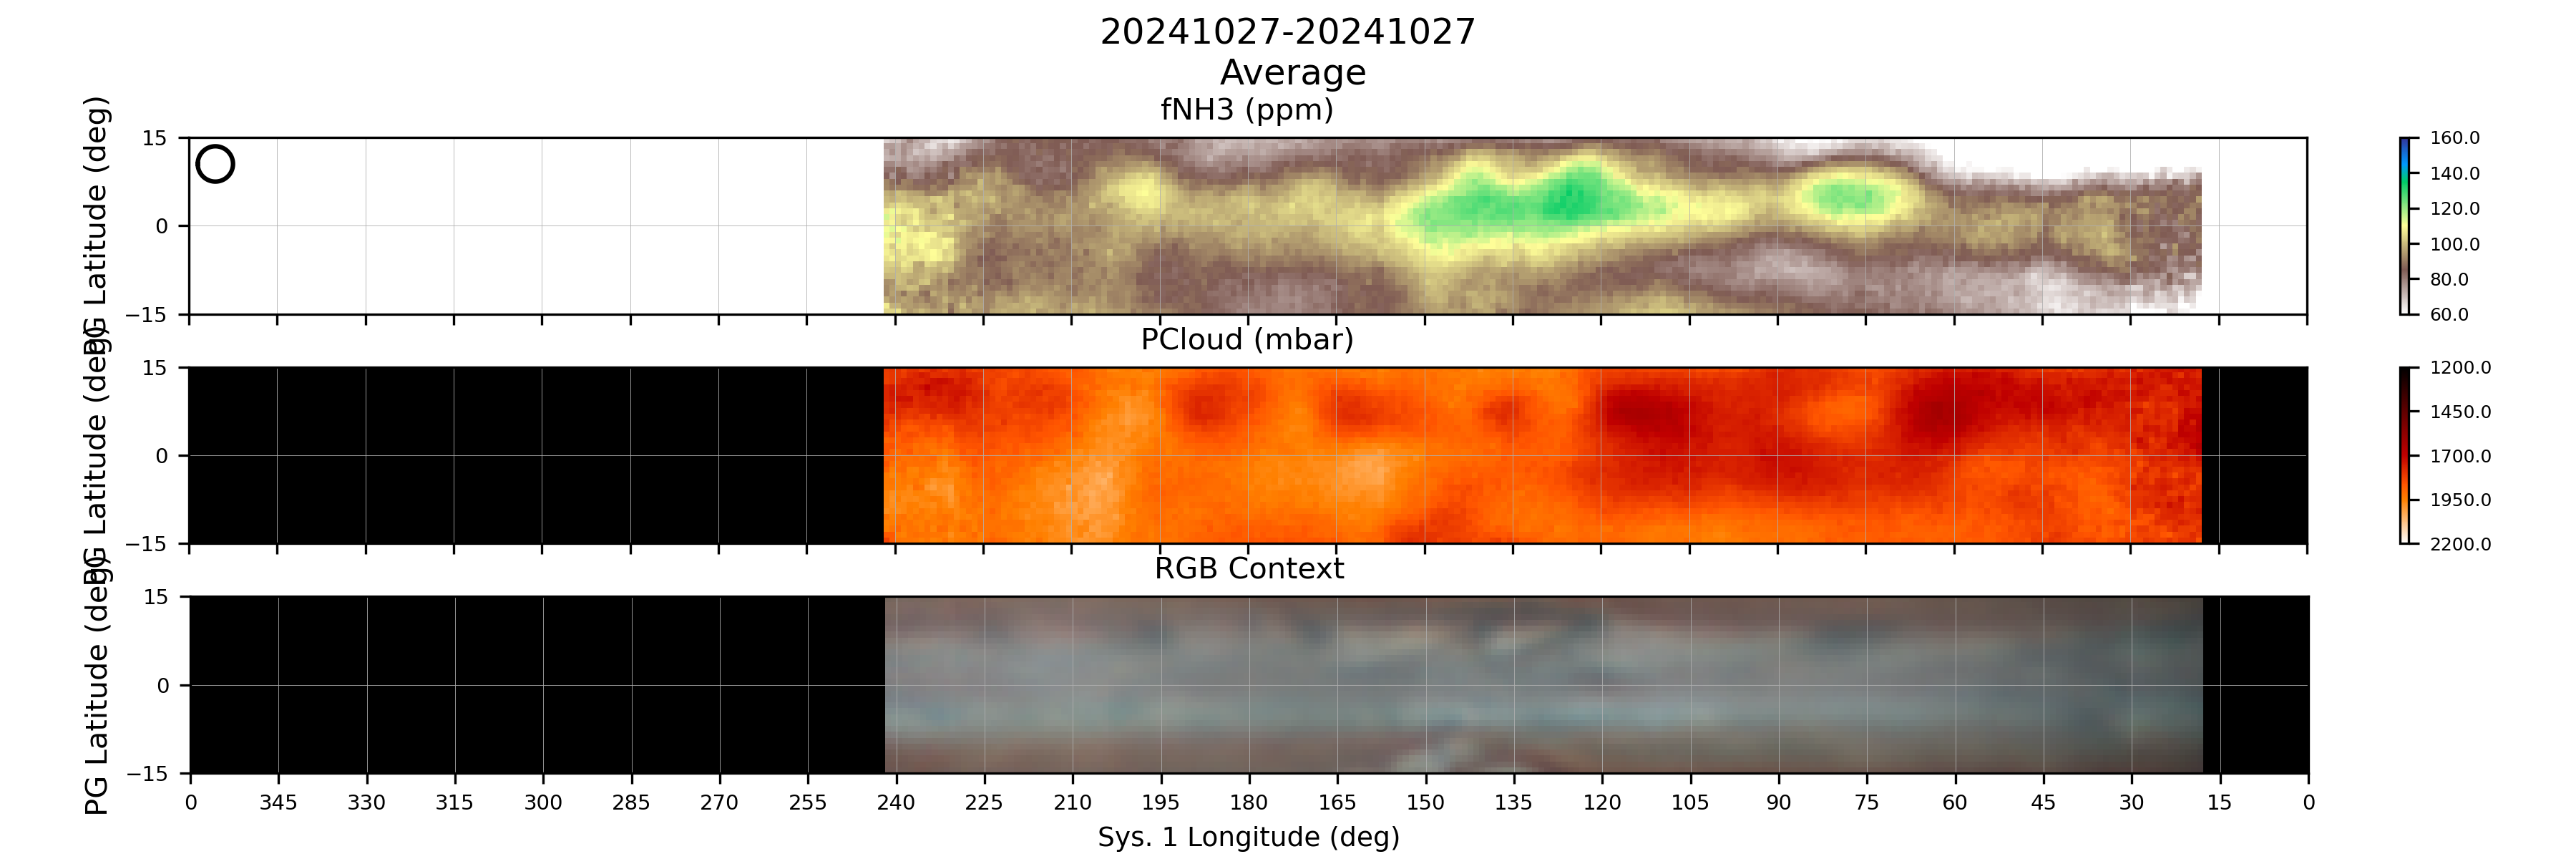 20241027-20241027
Average
fNH3 (ppm)
PG Latitude (deg)
15
0
−15
160.0
140.0
120.0
100.0
80.0
60.0
PCloud (mbar)
PG Latitude (deg)
15
0
−15
1200.0
1450.0
1700.0
1950.0
2200.0
RGB Context
PG Latitude (deg)
15
0
−15
0 345 330 315 300 285 270 255 240 225 210 195 180 165 150 135 120 105 90 75 60 45 30 15 0
Sys. 1 Longitude (deg)